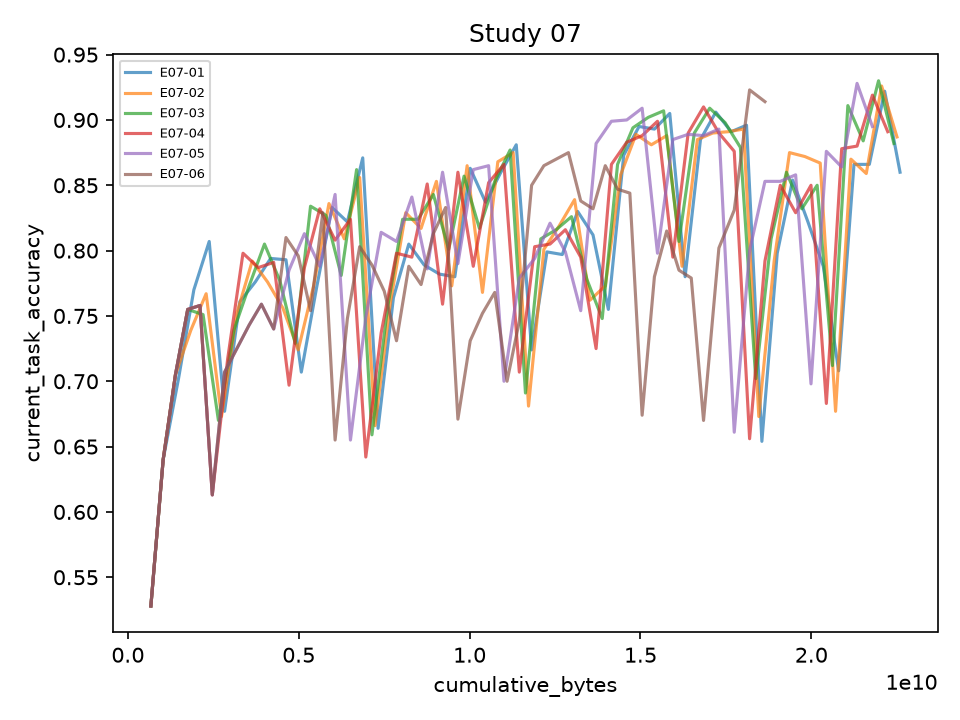 Study 07
0.95
0.90
0.85
0.80
0.75
0.70
0.65
0.60
0.55
current_task_accuracy
E07-01
E07-02
E07-03
E07-04
E07-05
E07-06
0.0 0.5 1.0 1.5 2.0
1e10
cumulative_bytes